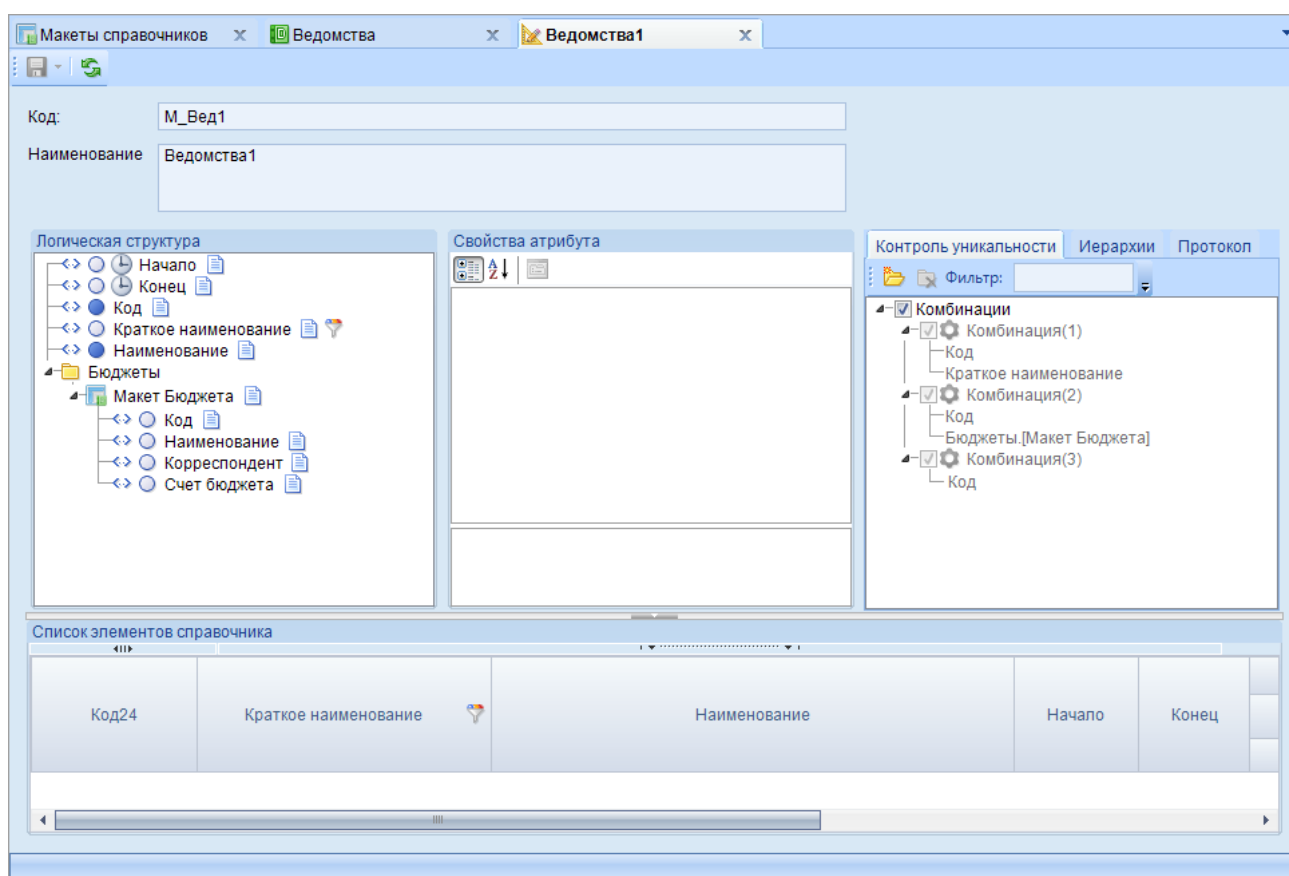 Макеты справочников
Ведомства
Ведомства1
Код:
М_Вед1
Наименование
Ведомства1
Логическая структура
Начало
Конец
Код
Краткое наименование
Наименование
Бюджеты
Макет Бюджета
Код
Наименование
Корреспондент
Счет бюджета
Свойства атрибута
Контроль уникальности
Иерархии
Протокол
Фильтр:
Комбинации
Комбинация(1)
Код
Краткое наименование
Комбинация(2)
Код
Бюджеты.[Макет Бюджета]
Комбинация(3)
Код
Список элементов справочника
Код24
Краткое наименование
Наименование
Начало
Конец